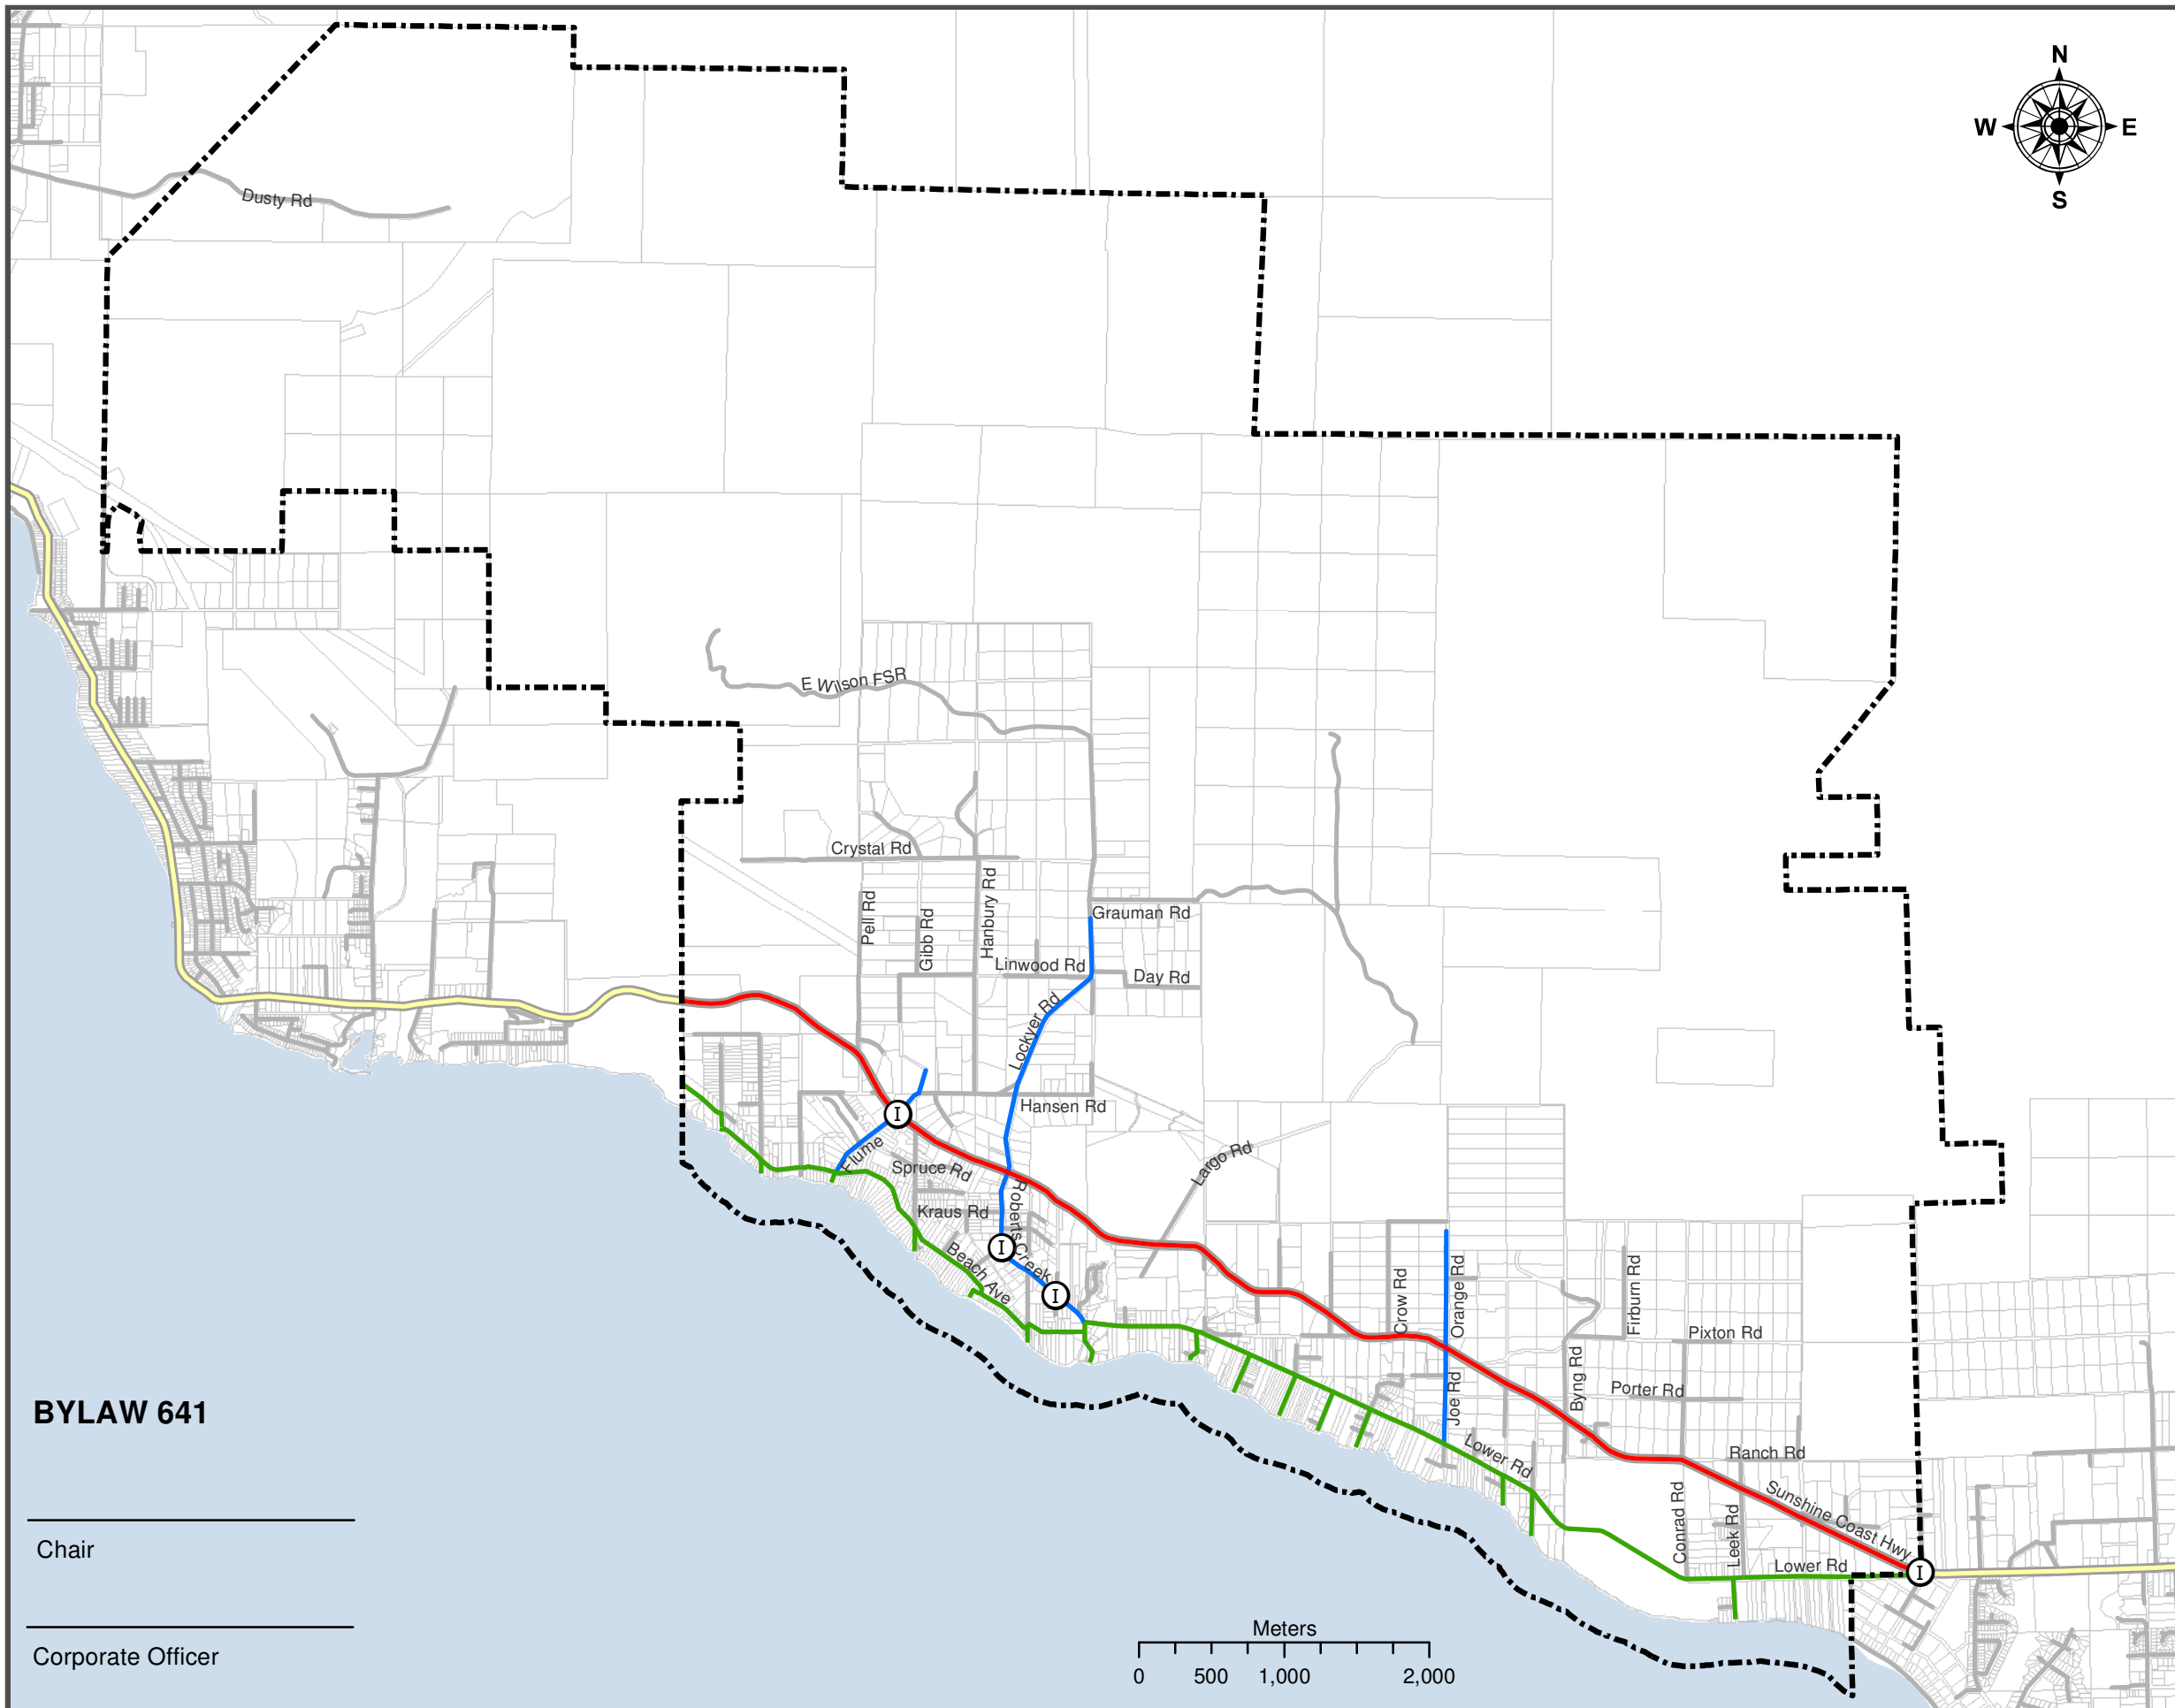 N
W E
S
Dusty Rd
E Wilson FSR
Crystal Rd
Pell Rd
Gibb Rd
Hanbury Rd
Grauman Rd
Linwood Rd
Day Rd
Lockyer Rd
Hansen Rd
I
Flume
Spruce Rd
Largo Rd
Kraus Rd
Roberts Creek
I
Beach Ave
I
Crow Rd
Orange Rd
Firburn Rd
Pixton Rd
Byng Rd
Porter Rd
Joe Rd
Lower Rd
Ranch Rd
Sunshine Coast Hwy
Conrad Rd
Leek Rd
Lower Rd
I
BYLAW 641
Chair
Corporate Officer
Meters
0 500 1,000 2,000